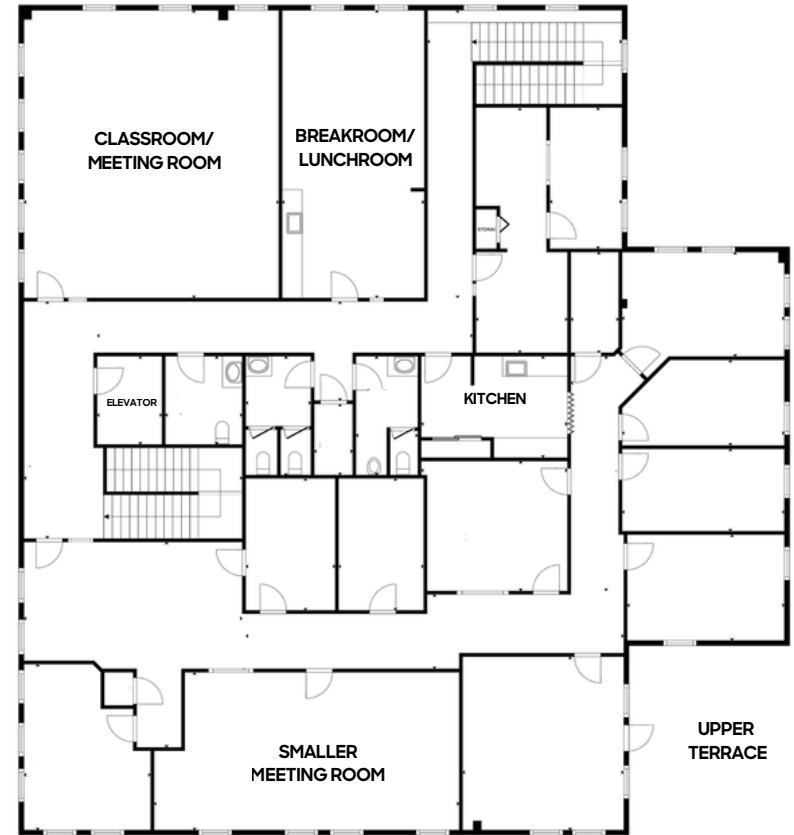 CLASSROOM/
MEETING ROOM
BREAKROOM/
LUNCHROOM
STORAGE
ELEVATOR
KITCHEN
SMALLER
MEETING ROOM
UPPER
TERRACE